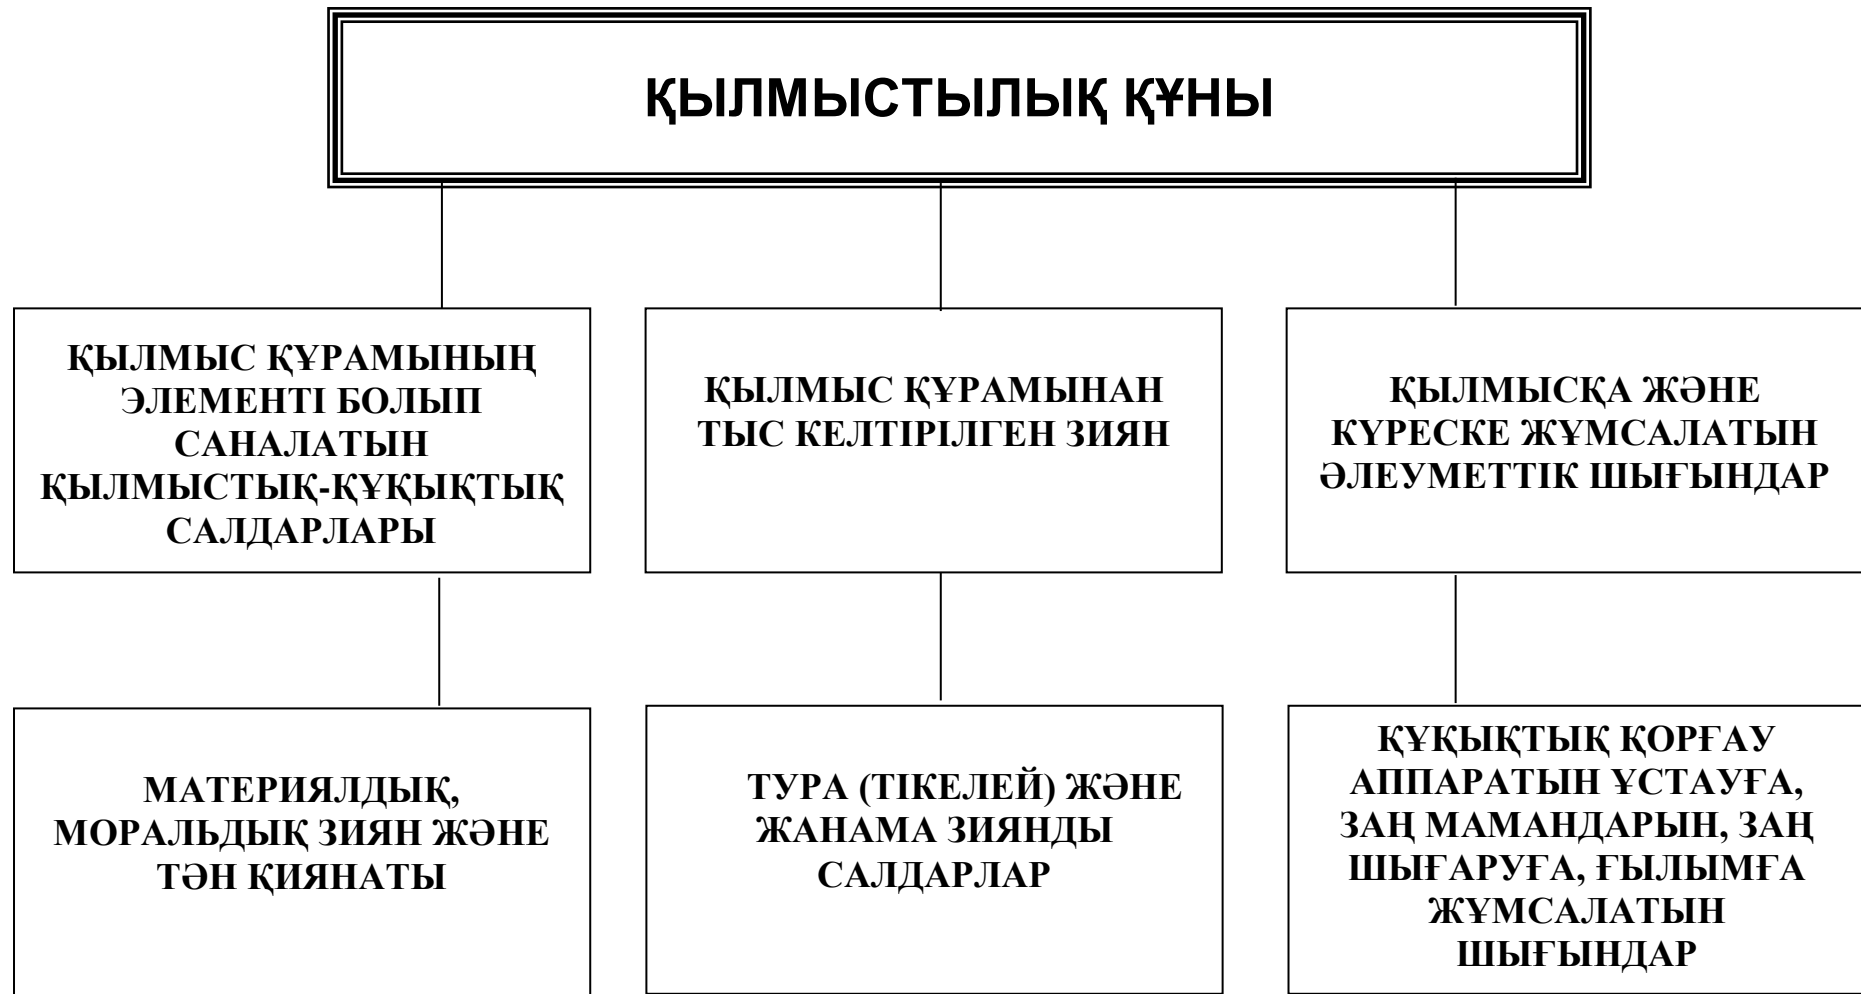 ҚЫЛМЫСТЫЛЫҚ ҚҰНЫ
ҚЫЛМЫС ҚҰРАМЫНЫҢ
ЭЛЕМЕНТІ БОЛЫП
САНАЛАТЫН
ҚЫЛМЫСТЫҚ-ҚҰҚЫҚТЫҚ
САЛДАРЛАРЫ
ҚЫЛМЫС ҚҰРАМЫНАН
ТЫС КЕЛТІРІЛГЕН ЗИЯН
ҚЫЛМЫСҚА ЖӘНЕ
КҮРЕСКЕ ЖҰМСАЛАТЫН
ӘЛЕУМЕТТІК ШЫҒЫНДАР
МАТЕРИЯЛДЫҚ,
МОРАЛЬДЫҚ ЗИЯН ЖӘНЕ
ТӘН ҚИЯНАТЫ
ТУРА (ТІКЕЛЕЙ) ЖӘНЕ
ЖАНАМА ЗИЯНДЫ
САЛДАРЛАР
ҚҰҚЫҚТЫҚ ҚОРҒАУ
АППАРАТЫН ҰСТАУҒА,
ЗАҢ МАМАНДАРЫН, ЗАҢ
ШЫҒАРУҒА, ҒЫЛЫМҒА
ЖҰМСАЛАТЫН
ШЫҒЫНДАР